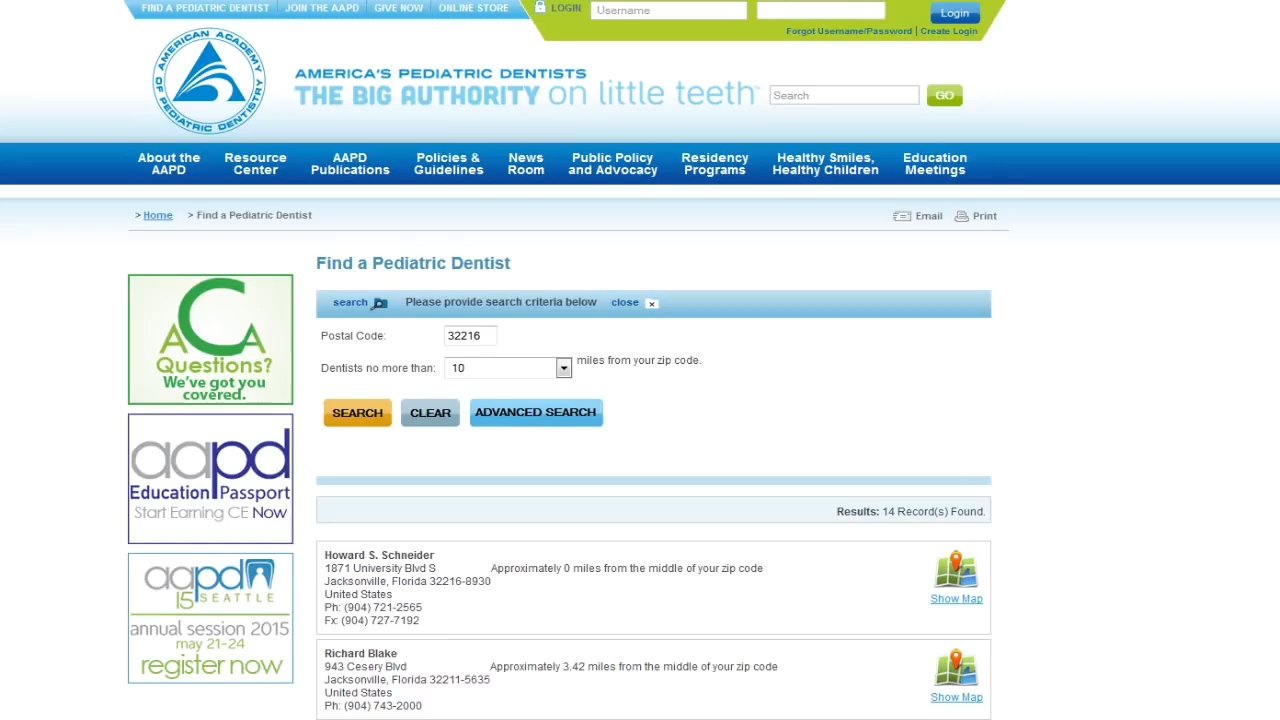 FIND A PEDIATRIC DENTIST JOIN THE AAPD GIVE NOW ONLINE STORE LOGIN Username Login
Forgot Username/Password | Create Login
AMERICAN ACADEMY OF PEDIATRIC DENTISTRY
AMERICA'S PEDIATRIC DENTISTS
THE BIG AUTHORITY on little teeth
Search GO
About the AAPD
Resource Center
AAPD Publications
Policies & Guidelines
News Room
Public Policy and Advocacy
Residency Programs
Healthy Smiles, Healthy Children
Education Meetings
> Home > Find a Pediatric Dentist Email Print
Find a Pediatric Dentist
search Please provide search criteria below close x
Postal Code: 32216
Dentists no more than: 10 miles from your zip code.
SEARCH CLEAR ADVANCED SEARCH
ACA
Questions?
We've got you
covered.
aapd
Education Passport
Start Earning CE Now
aapd
15 SEATTLE
annual session 2015
may 21-24
register now
Results: 14 Record(s) Found.
Howard S. Schneider
1871 University Blvd S Approximately 0 miles from the middle of your zip code
Jacksonville, Florida 32216-8930
United States
Ph: (904) 721-2565
Fx: (904) 727-7192
Show Map
Richard Blake
943 Cesery Blvd Approximately 3.42 miles from the middle of your zip code
Jacksonville, Florida 32211-5635
United States
Ph: (904) 743-2000
Show Map